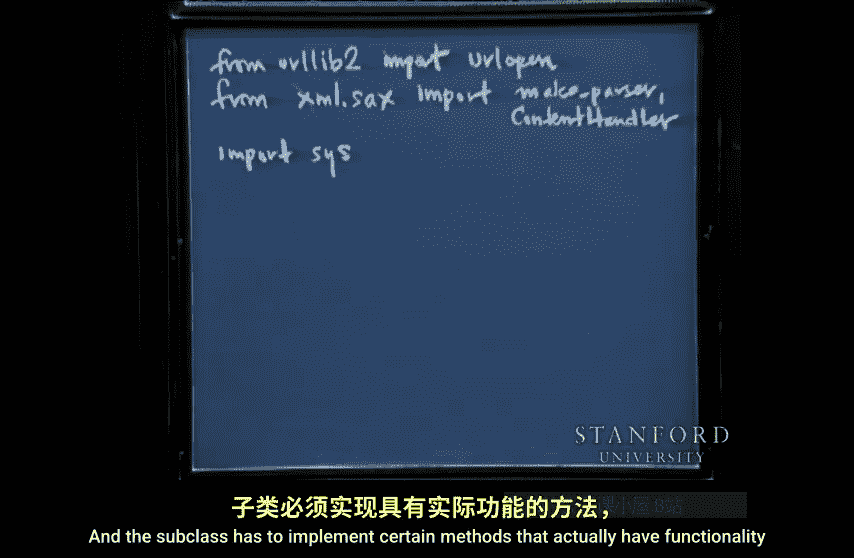 from urllib2 import urlopen
from xml.sax import make_parser,
ContentHandler
import sys
STANFORD
UNIVERSITY
子类必须实现具有实际功能的方法，
And the subclass has to implement certain methods that actually have functionality